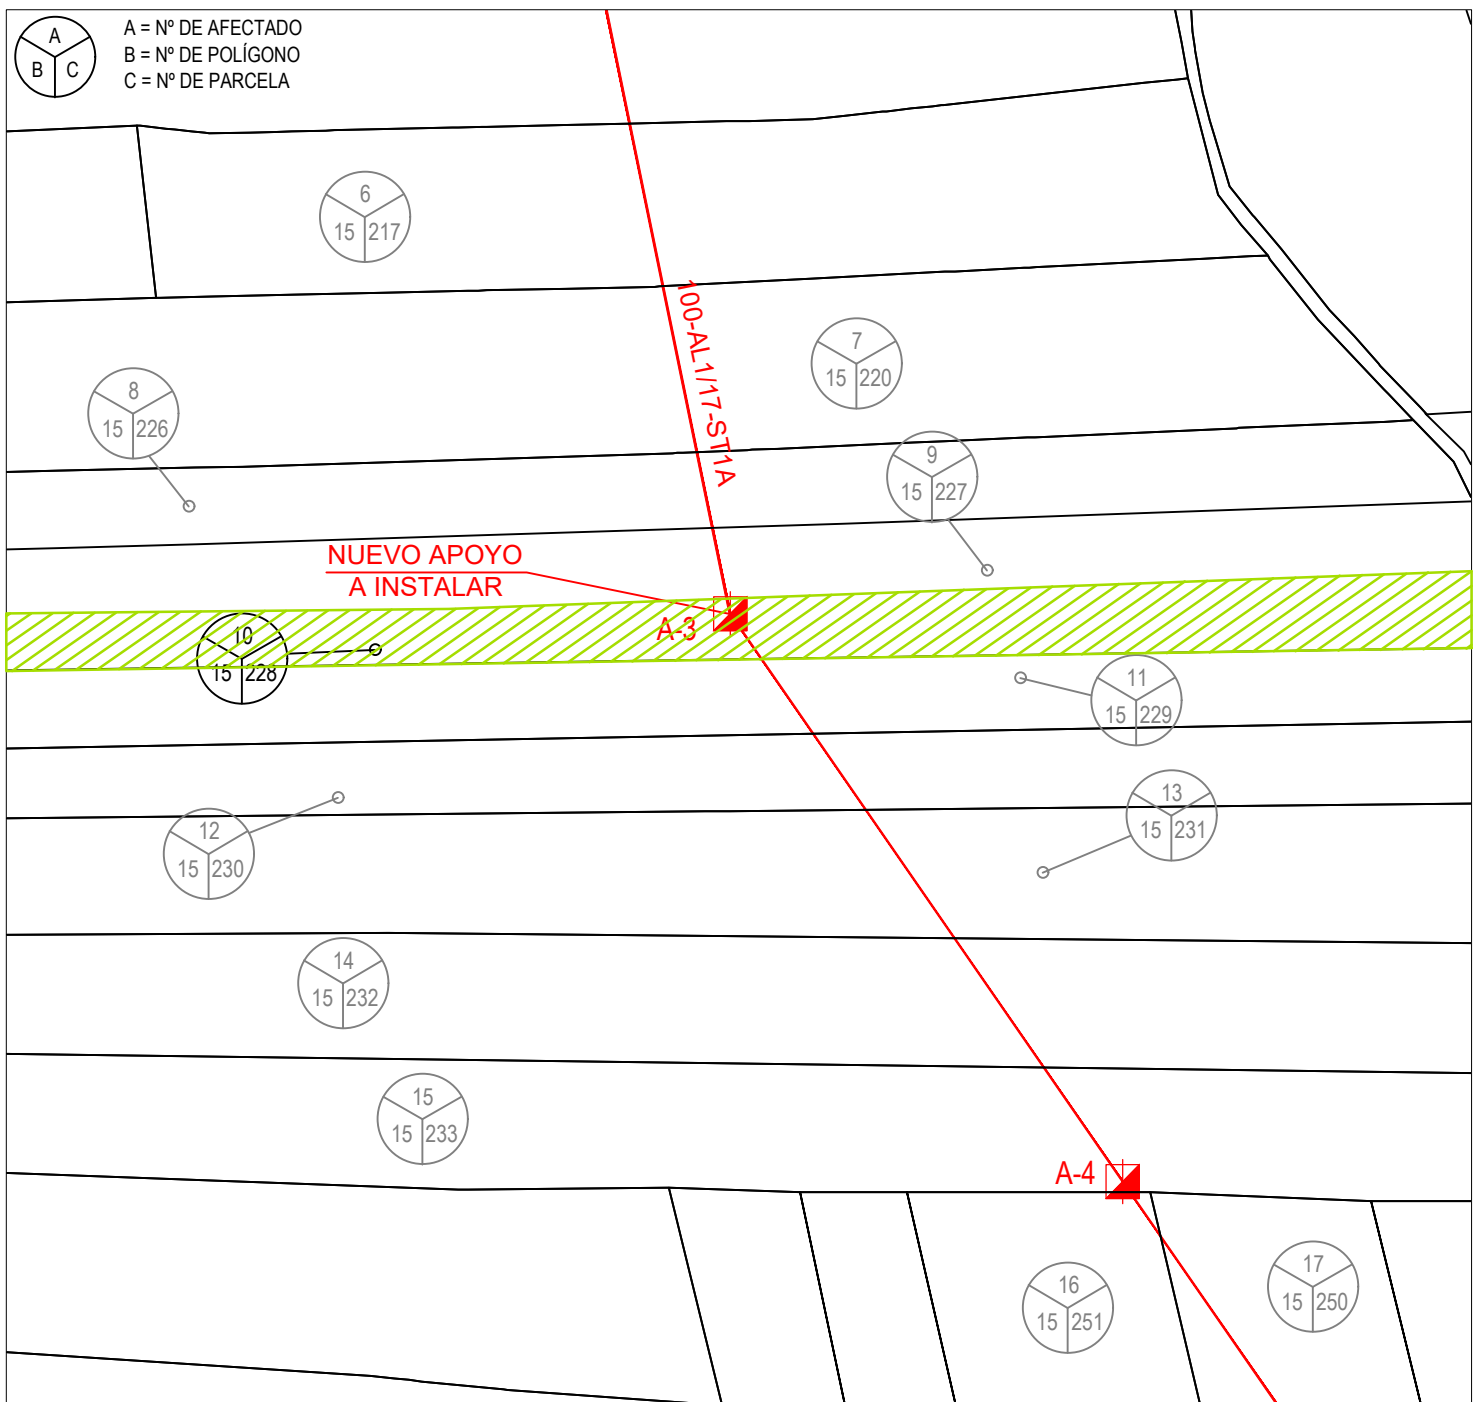 A
B C
A = Nº DE AFECTADO
B = Nº DE POLÍGONO
C = Nº DE PARCELA
6
15 217
100-AL1/17-ST1A
7
15 220
8
15 226
9
15 227
NUEVO APOYO
A INSTALAR
A-3
10
15 228
11
15 229
12
15 230
13
15 231
14
15 232
15
15 233
A-4
16
15 251
17
15 250